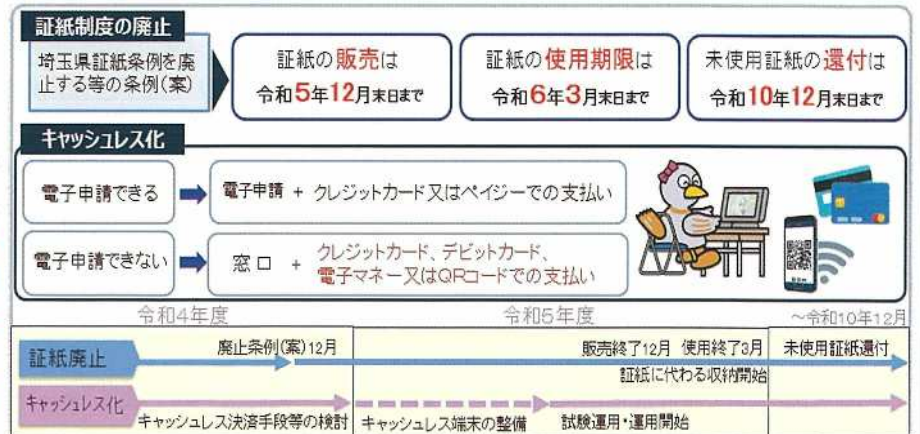 証紙制度の廃止
埼玉県証紙条例を廃
止する等の条例(案)
証紙の販売は
令和5年12月末日まで
証紙の使用期限は
令和6年3月末日まで
未使用証紙の還付は
令和10年12月末日まで
キャッシュレス化
電子申請できる
電子申請 + クレジットカード又はペイジーでの支払い
電子申請できない
窓口 + クレジットカード、デビットカード、
電子マネー又はQRコードでの支払い
令和4年度
令和5年度
~令和10年12月
証紙廃止
廃止条例(案)12月
販売終了12月 使用終了3月
未使用証紙還付
証紙に代わる収納開始
キャッシュレス化
キャッシュレス決済手段等の検討
キャッシュレス端末の整備
試験運用・運用開始